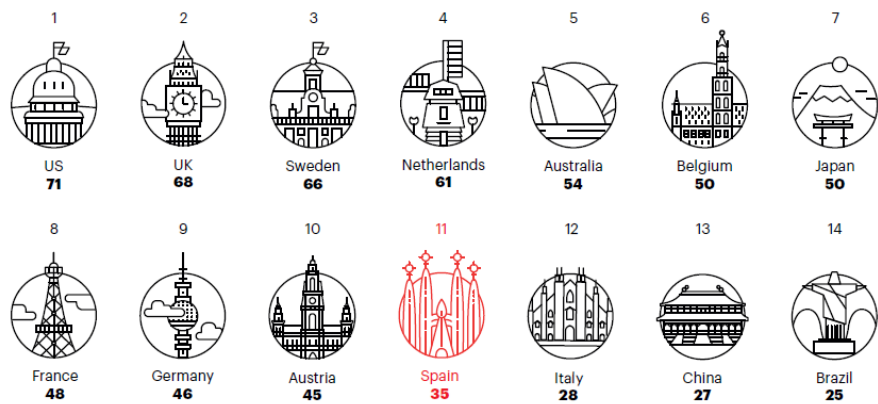 1 2 3 4 5 6 7
US UK Sweden Netherlands Australia Belgium Japan
71 68 66 61 54 50 50
8 9 10 11 12 13 14
France Germany Austria Spain Italy China Brazil
48 46 45 35 28 27 25